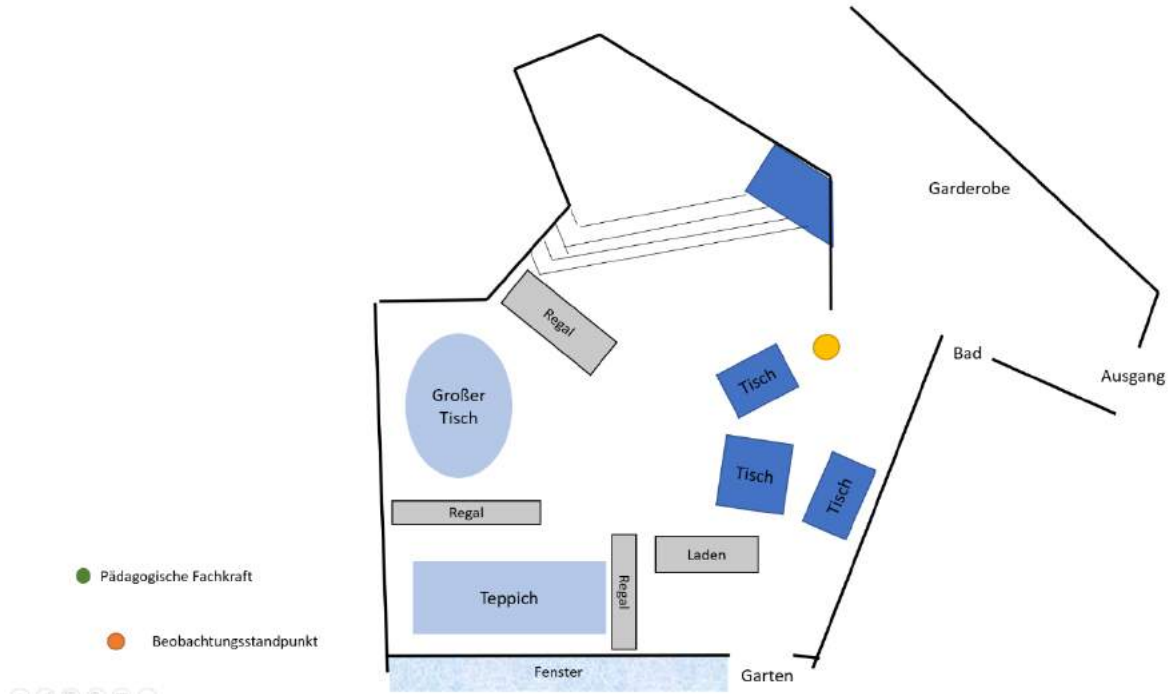 Garderobe
Regal
Bad
Ausgang
Tisch
Großer
Tisch
Tisch
Tisch
Regal
Laden
Regal
Teppich
Pädagogische Fachkraft
Beobachtungsstandpunkt
Fenster
Garten